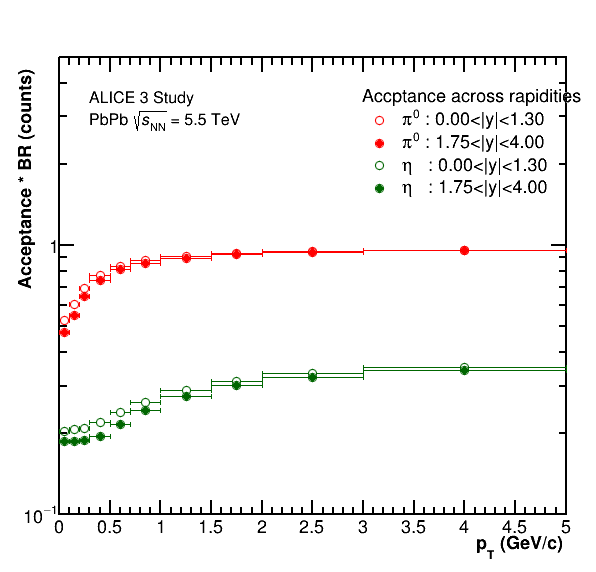 ALICE 3 Study
PbPb √sNN = 5.5 TeV
Accptance across rapidities
π⁰ : 0.00<|y|<1.30
π⁰ : 1.75<|y|<4.00
η : 0.00<|y|<1.30
η : 1.75<|y|<4.00
Acceptance * BR (counts)
1
10⁻¹
0 0.5 1 1.5 2 2.5 3 3.5 4 4.5 5
pT (GeV/c)